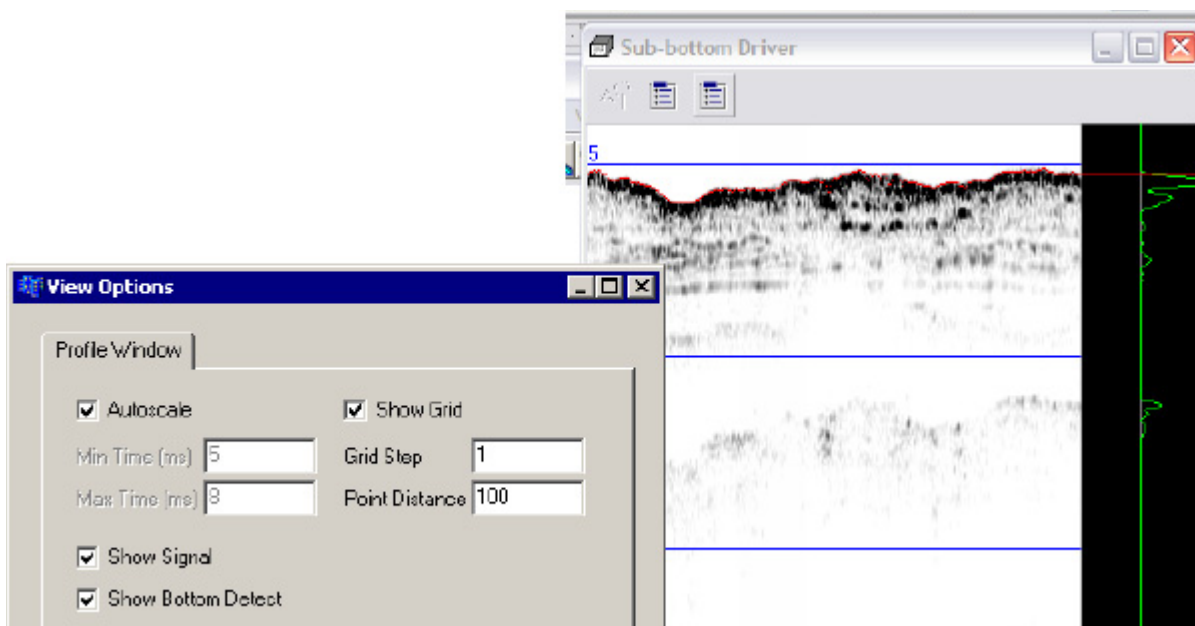 Sub-bottom Driver
5
View Options
Profile Window
Autoscale
Show Grid
Min Time (ms) 5
Grid Step 1
Max Time (ms) 8
Point Distance 100
Show Signal
Show Bottom Detect